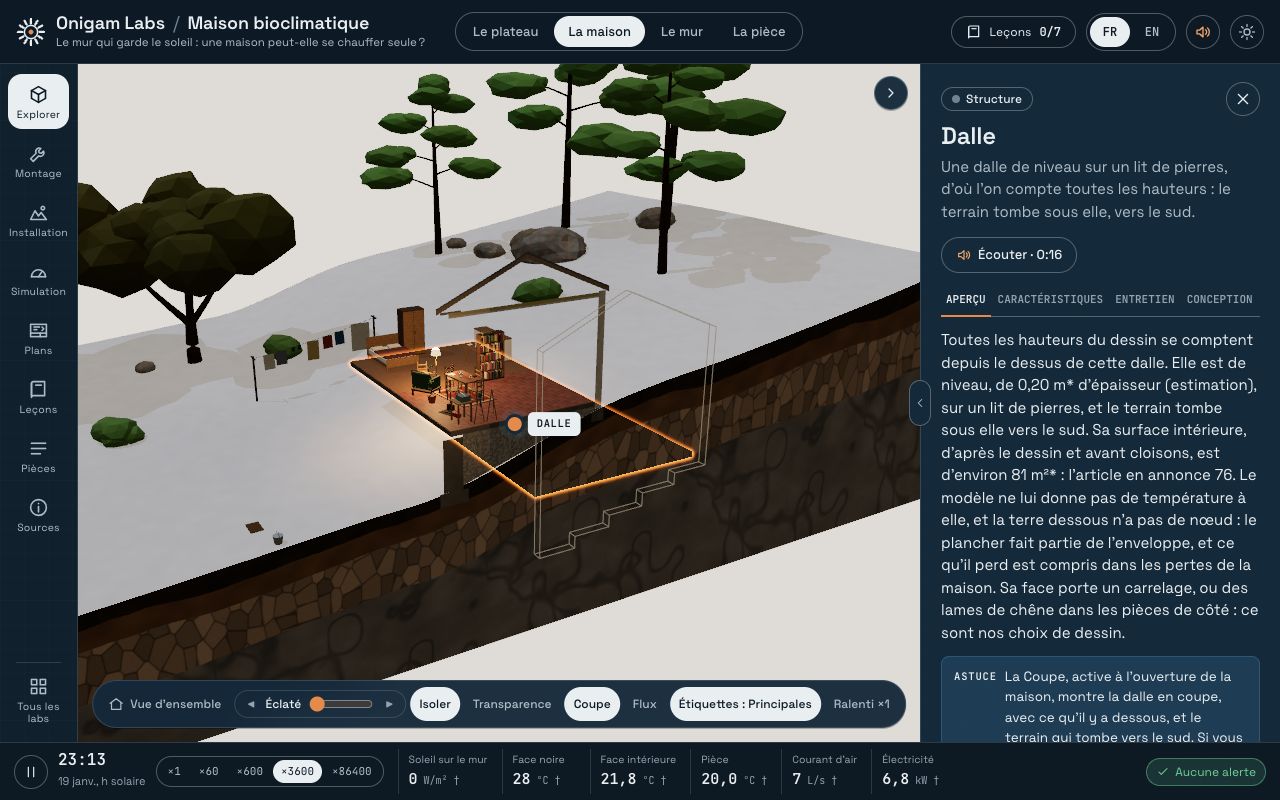 Origam Labs / Maison bioclimatique
Le mur qui garde le soleil : une maison peut-elle se chauffer seule ?
Le plateau
La maison
Le mur
La pièce
Leçons 0/7
FR
EN
Explorer
Montage
Installation
Simulation
Plans
Leçons
Pièces
Sources
Tous les
labs
DALLE
Structure
Dalle
Une dalle de niveau sur un lit de pierres,
d'où l'on compte toutes les hauteurs : le
terrain tombe sous elle, vers le sud.
Écouter · 0:16
APERÇU
CARACTÉRISTIQUES
ENTRETIEN
CONCEPTION
Toutes les hauteurs du dessin se comptent
depuis le dessus de cette dalle. Elle est de
niveau, de 0,20 m* d'épaisseur (estimation),
sur un lit de pierres, et le terrain tombe
sous elle vers le sud. Sa surface intérieure,
d'après le dessin et avant cloisons, est
d'environ 81 m²* : l'article en annonce 76. Le
modèle ne lui donne pas de température à
elle, et la terre dessous n'a pas de nœud : le
plancher fait partie de l'enveloppe, et ce
qu'il perd est compris dans les pertes de la
maison. Sa face porte un carrelage, ou des
lames de chêne dans les pièces de côté : ce
sont nos choix de dessin.
ASTUCE La Coupe, active à l'ouverture de la
maison, montre la dalle en coupe,
avec ce qu'il y a dessous, et le
terrain qui tombe vers le sud. Si vous
Vue d'ensemble
Éclaté
Isoler
Transparence
Coupe
Flux
Étiquettes : Principales
Ralenti ×1
23:13
19 janv., h solaire
×1
×60
×600
×3600
×86400
Soleil sur le mur
0 W/m² †
Face noire
28 °C †
Face intérieure
21,8 °C †
Pièce
20,0 °C †
Courant d'air
7 L/s †
Électricité
6,8 kW †
Aucune alerte